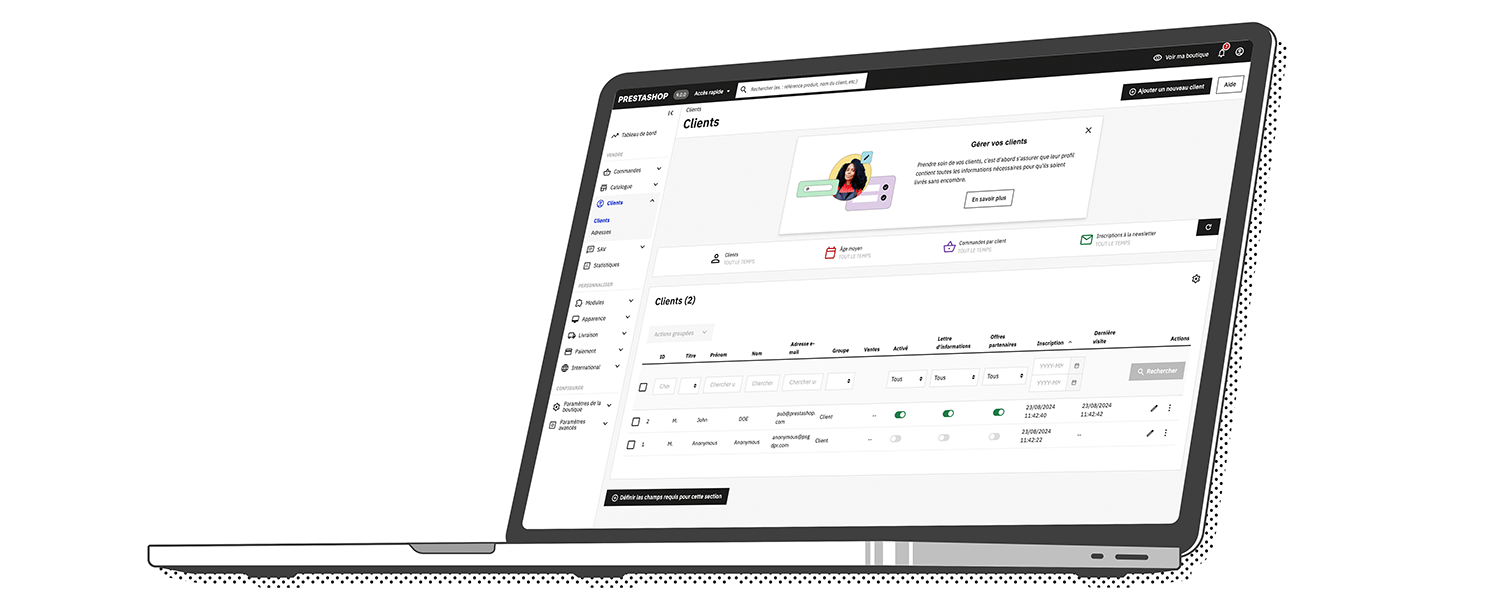 PRESTASHOP 9.0.0 Accès rapide Rechercher (ex. : référence produit, nom du client, etc.) Voir ma boutique
Clients
Clients
Ajouter un nouveau client Aide
Tableau de bord
VENDRE
Commandes
Catalogue
Clients
Clients
Adresses
SAV
Statistiques
PERSONNALISER
Modules
Apparence
Livraison
Paiement
International
CONFIGURER
Paramètres de la
boutique
Paramètres
avancés
Gérer vos clients
Prendre soin de vos clients, c'est d'abord s'assurer que leur profil
contient toutes les informations nécessaires pour qu'ils soient
livrés sans encombre.
En savoir plus
Clients
TOUT LE TEMPS
Âge moyen
TOUT LE TEMPS
Commandes par client
TOUT LE TEMPS
Inscriptions à la newsletter
TOUT LE TEMPS
Clients (2)
Actions groupées
ID Titre Prénom Nom Adresse e-
mail Groupe Ventes Activé Lettre
d'informations Offres
partenaires Inscription Dernière
visite Actions
Cher Chercher u Chercher Chercher u Tous Tous Tous YYYY-MM
YYYY-MM
Rechercher
2 M. John DOE pub@prestashop.
com Client -- 23/08/2024
11:42:40 23/08/2024
11:42:42
1 M. Anonymous Anonymous anonymous@psg
dpr.com Client -- 23/08/2024
11:42:22 --
Définir les champs requis pour cette section